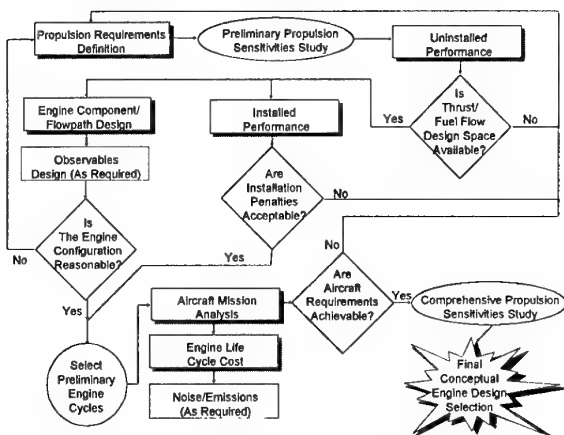 Propulsion Requirements
Definition
Preliminary Propulsion
Sensitivities Study
Uninstalled
Performance
Engine Component/
Flowpath Design
Installed
Performance
Yes
Is
Thrust/
Fuel Flow
Design Space
Available?
No
Observables
Design (As Required)
Are
Installation
Penalties
Acceptable?
No
Is
The Engine
Configuration
Reasonable?
No
Yes
No
Yes
Aircraft Mission
Analysis
Are
Aircraft
Requirements
Achievable?
Yes
Comprehensive Propulsion
Sensitivities Study
Select
Preliminary
Engine
Cycles
Engine Life
Cycle Cost
Noise/Emissions
(As Required)
Final
Conceptual
Engine Design
Selection